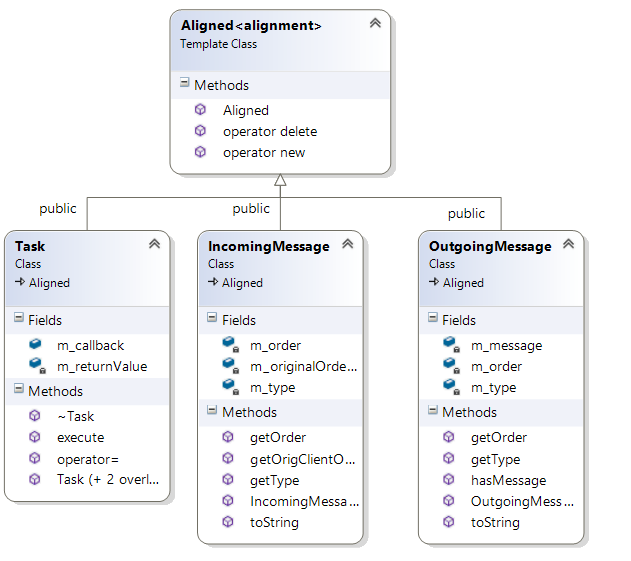 Aligned<alignment>
Template Class
Methods
Aligned
operator delete
operator new
public
public
public
Task
Class
Aligned
Fields
m_callback
m_returnValue
Methods
~Task
execute
operator=
Task (+ 2 overl...
IncomingMessage
Class
Aligned
Fields
m_order
m_originalOrde...
m_type
Methods
getOrder
getOrigClientO...
getType
IncomingMessa...
toString
OutgoingMessage
Class
Aligned
Fields
m_message
m_order
m_type
Methods
getOrder
getType
hasMessage
OutgoingMess...
toString